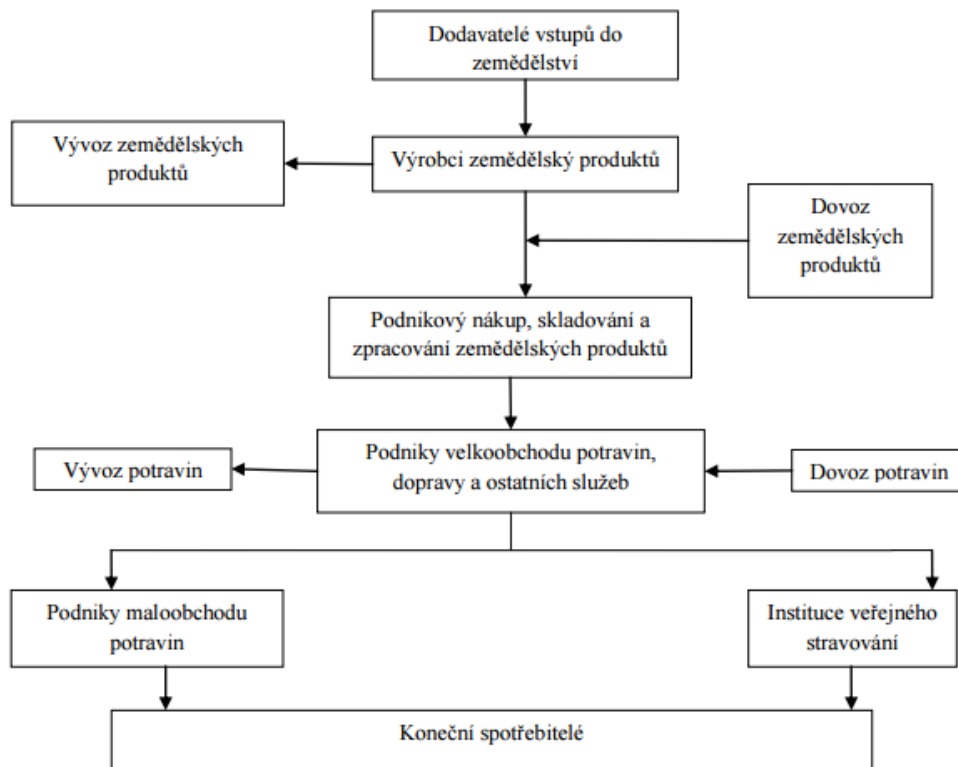 Dodavatelé vstupů do
zemědělství
Vývoz zemědělských
produktů
Výrobci zemědělský produktů
Dovoz
zemědělských
produktů
Podnikový nákup, skladování a
zpracování zemědělských produktů
Podniky velkoobchodu potravin,
dopravy a ostatních služeb
Vývoz potravin
Dovoz potravin
Podniky maloobchodu
potravin
Instituce veřejného
stravování
Koneční spotřebitelé